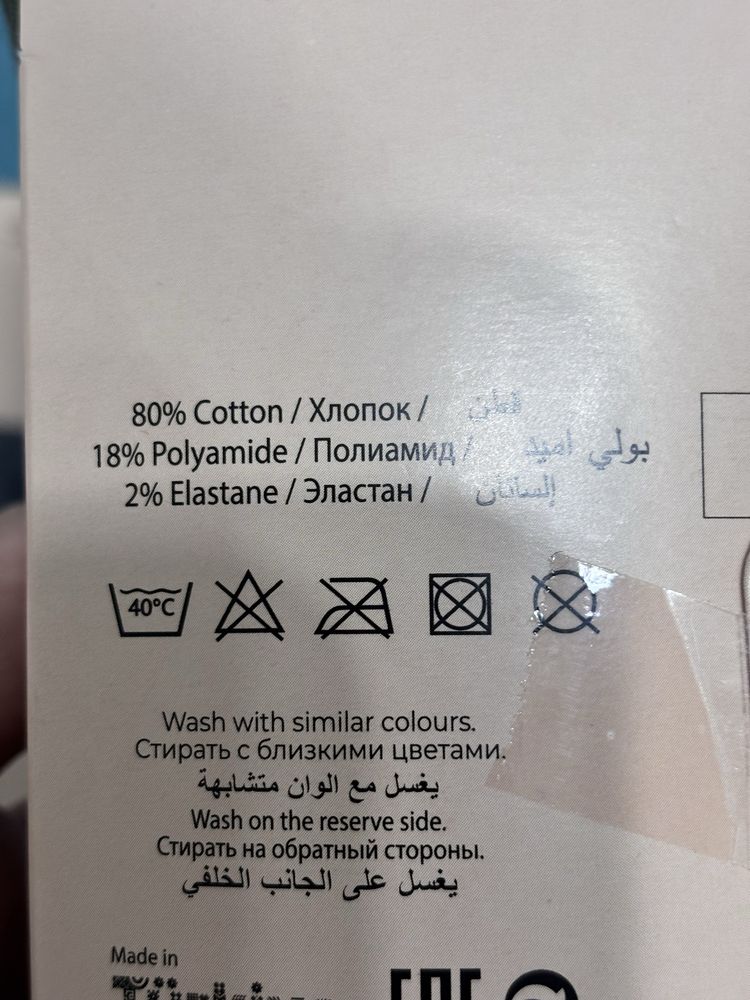 80% Cotton / Хлопок / قطن
18% Polyamide / Полиамид / بولي اميد
2% Elastane / Эластан /
40°C
Wash with similar colours.
Стирать с близкими цветами.
يغسل مع الوان متشابهة
Wash on the reserve side.
Стирать на обратный стороны.
يغسل على الجانب الخلفي
Made in